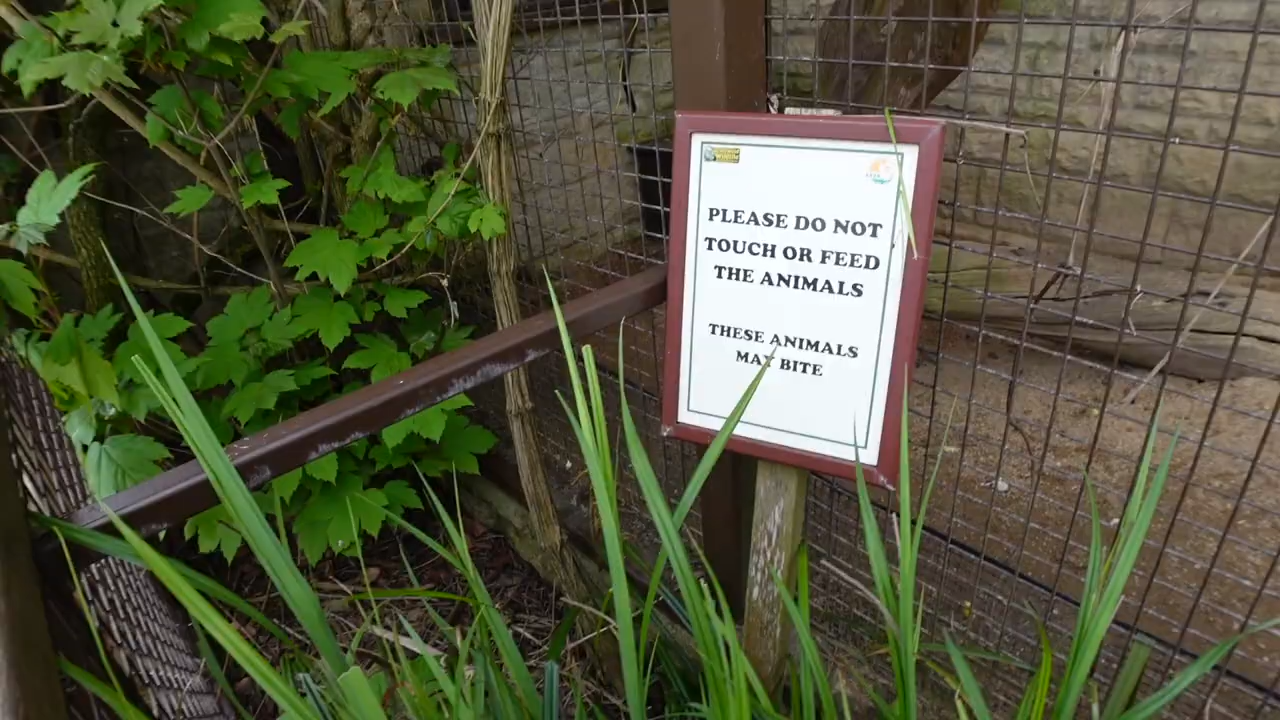 PLEASE DO NOT
TOUCH OR FEED
THE ANIMALS
THESE ANIMALS
MAY BITE